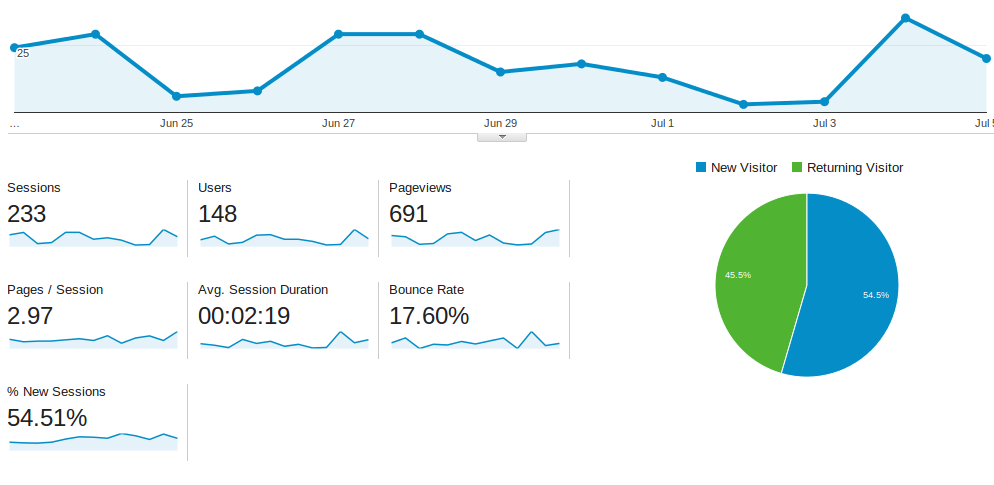 25
... Jun 25 Jun 27 Jun 29 Jul 1 Jul 3 Jul
New Visitor Returning Visitor
Sessions Users Pageviews
233 148 691
45.5%
54.5%
Pages / Session Avg. Session Duration Bounce Rate
2.97 00:02:19 17.60%
% New Sessions
54.51%